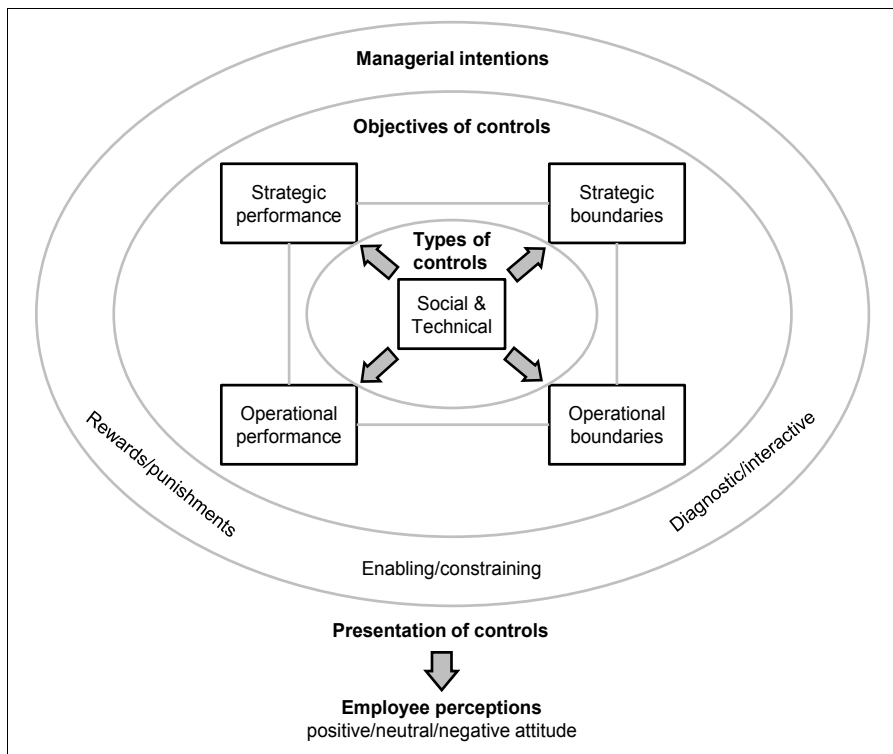 Managerial intentions
Objectives of controls
Strategic
performance
Strategic
boundaries
Types of
controls
Social &
Technical
Operational
performance
Operational
boundaries
Rewards/punishments
Diagnostic/interactive
Enabling/constraining
Presentation of controls
Employee perceptions
positive/neutral/negative attitude